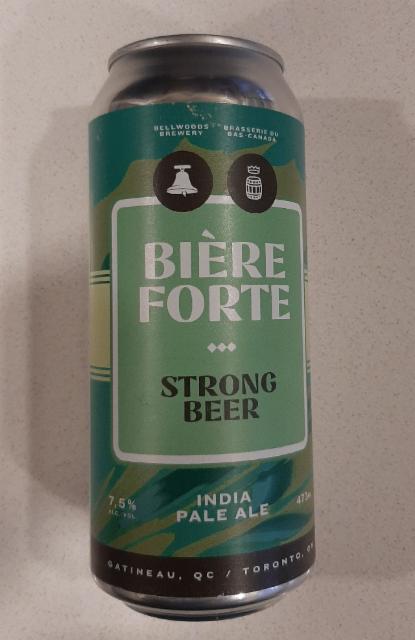 BELLWOODS BREWERY
BRASSERIE DU BAS-CANADA
BIÈRE
FORTE
STRONG
BEER
7,5%
ALC./VOL.
INDIA
PALE ALE
GATINEAU, QC / TORONTO,